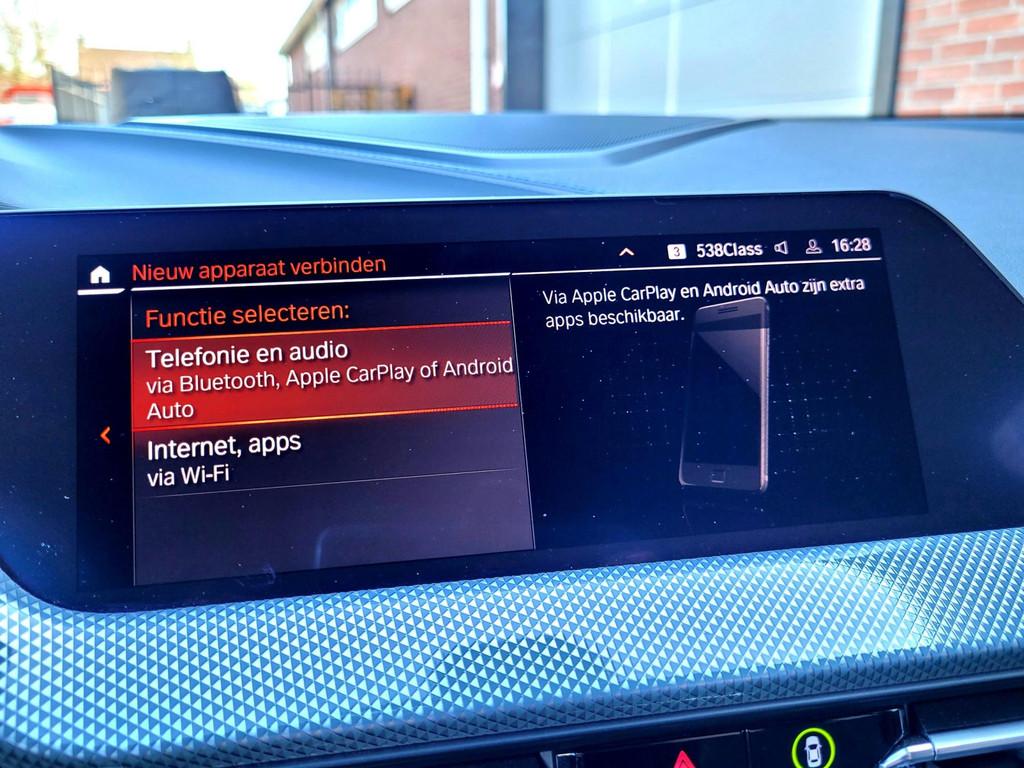 Nieuw apparaat verbinden
3 538Class 16:28
Functie selecteren:
Telefonie en audio
via Bluetooth, Apple CarPlay of Android
Auto
Internet, apps
via Wi-Fi
Via Apple CarPlay en Android Auto zijn extra
apps beschikbaar.